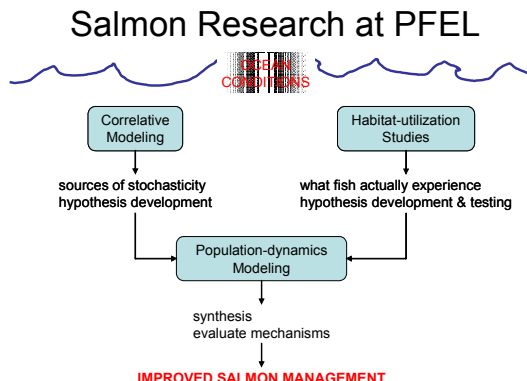 Salmon Research at PFEL
OCEAN
CONDITIONS
Correlative
Modeling
Habitat-utilization
Studies
sources of stochasticity
hypothesis development
what fish actually experience
hypothesis development & testing
Population-dynamics
Modeling
synthesis
evaluate mechanisms
IMPROVED SALMON MANAGEMENT